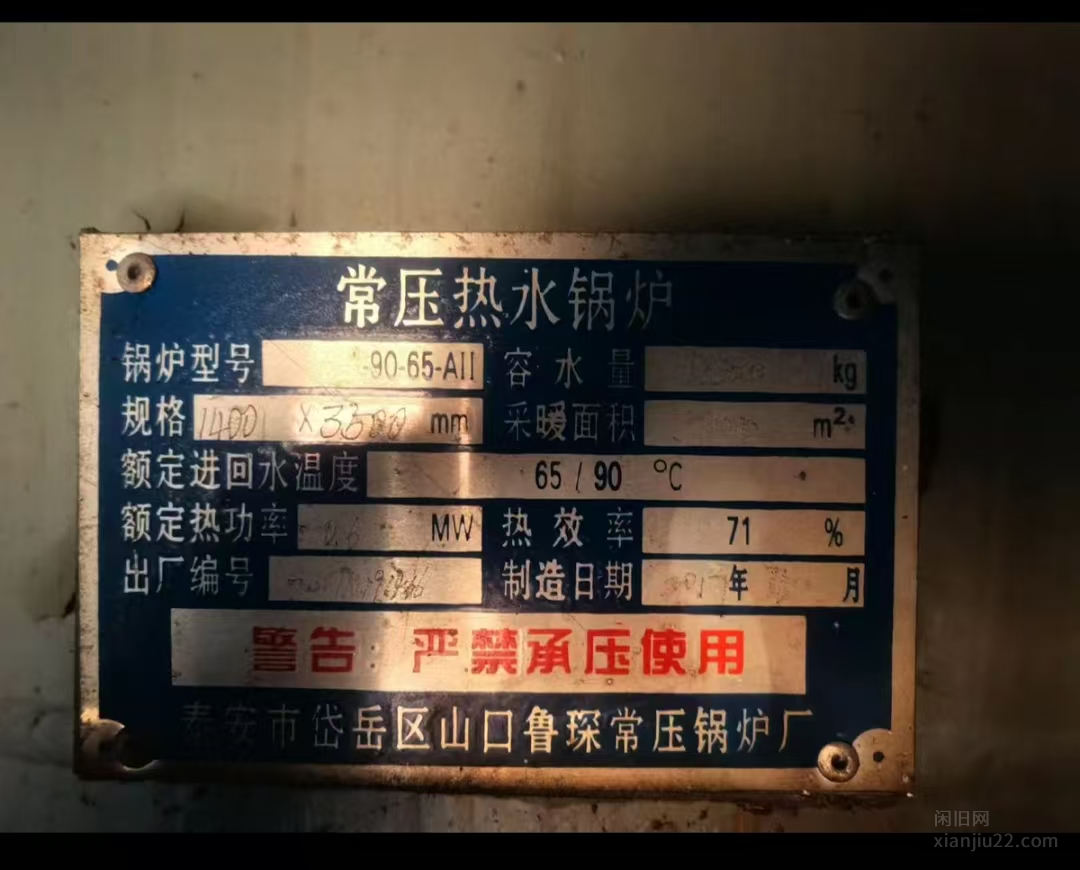 常压热水锅炉
锅炉型号 -90-65-AII 容水量 kg
规格 1400 × 3300 mm 采暖面积 m²
额定进回水温度 65 / 90 ℃
额定热功率 MW 热效率 71 %
出厂编号 制造日期 年 月
警告:严禁承压使用
泰安市岱岳区山口鲁琛常压锅炉厂
闲旧网
xianjiu22.com